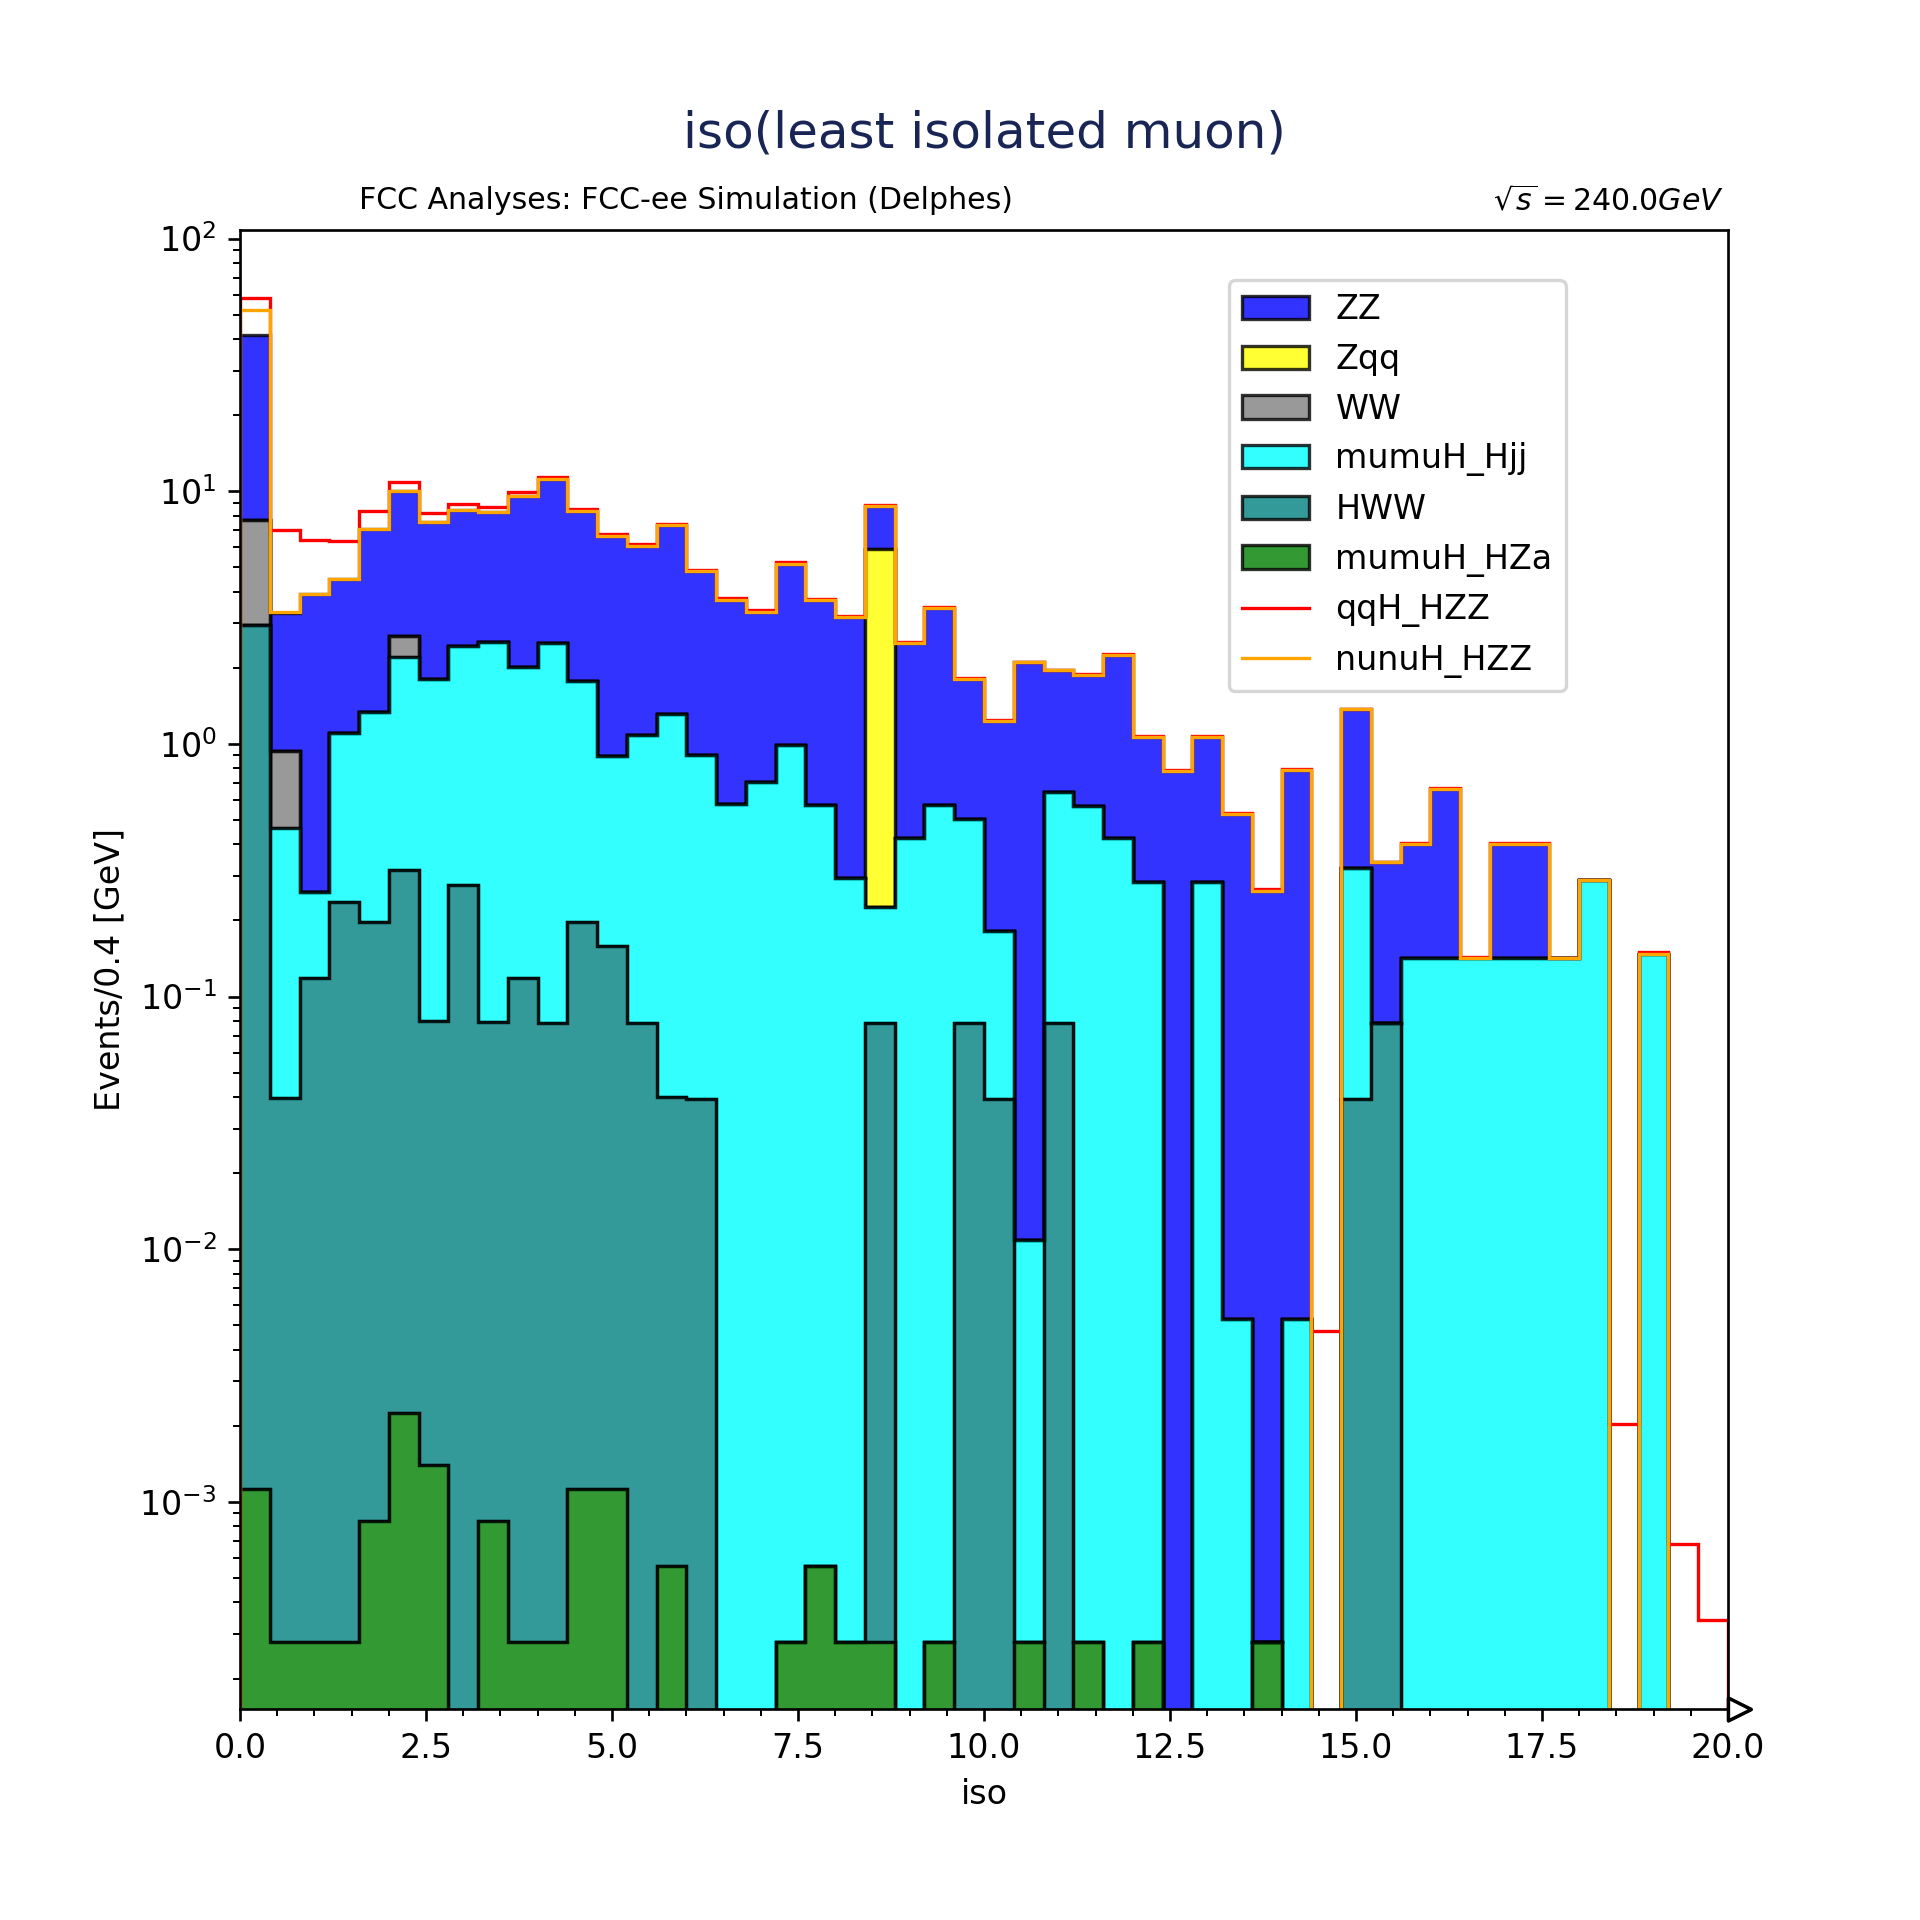 iso(least isolated muon)
FCC Analyses: FCC-ee Simulation (Delphes)
√s = 240.0GeV
10²
10¹
10⁰
10⁻¹
10⁻²
10⁻³
Events/0.4 [GeV]
ZZ
Zqq
WW
mumuH_Hjj
HWW
mumuH_HZa
qqH_HZZ
nunuH_HZZ
0.0 2.5 5.0 7.5 10.0 12.5 15.0 17.5 20.0
iso